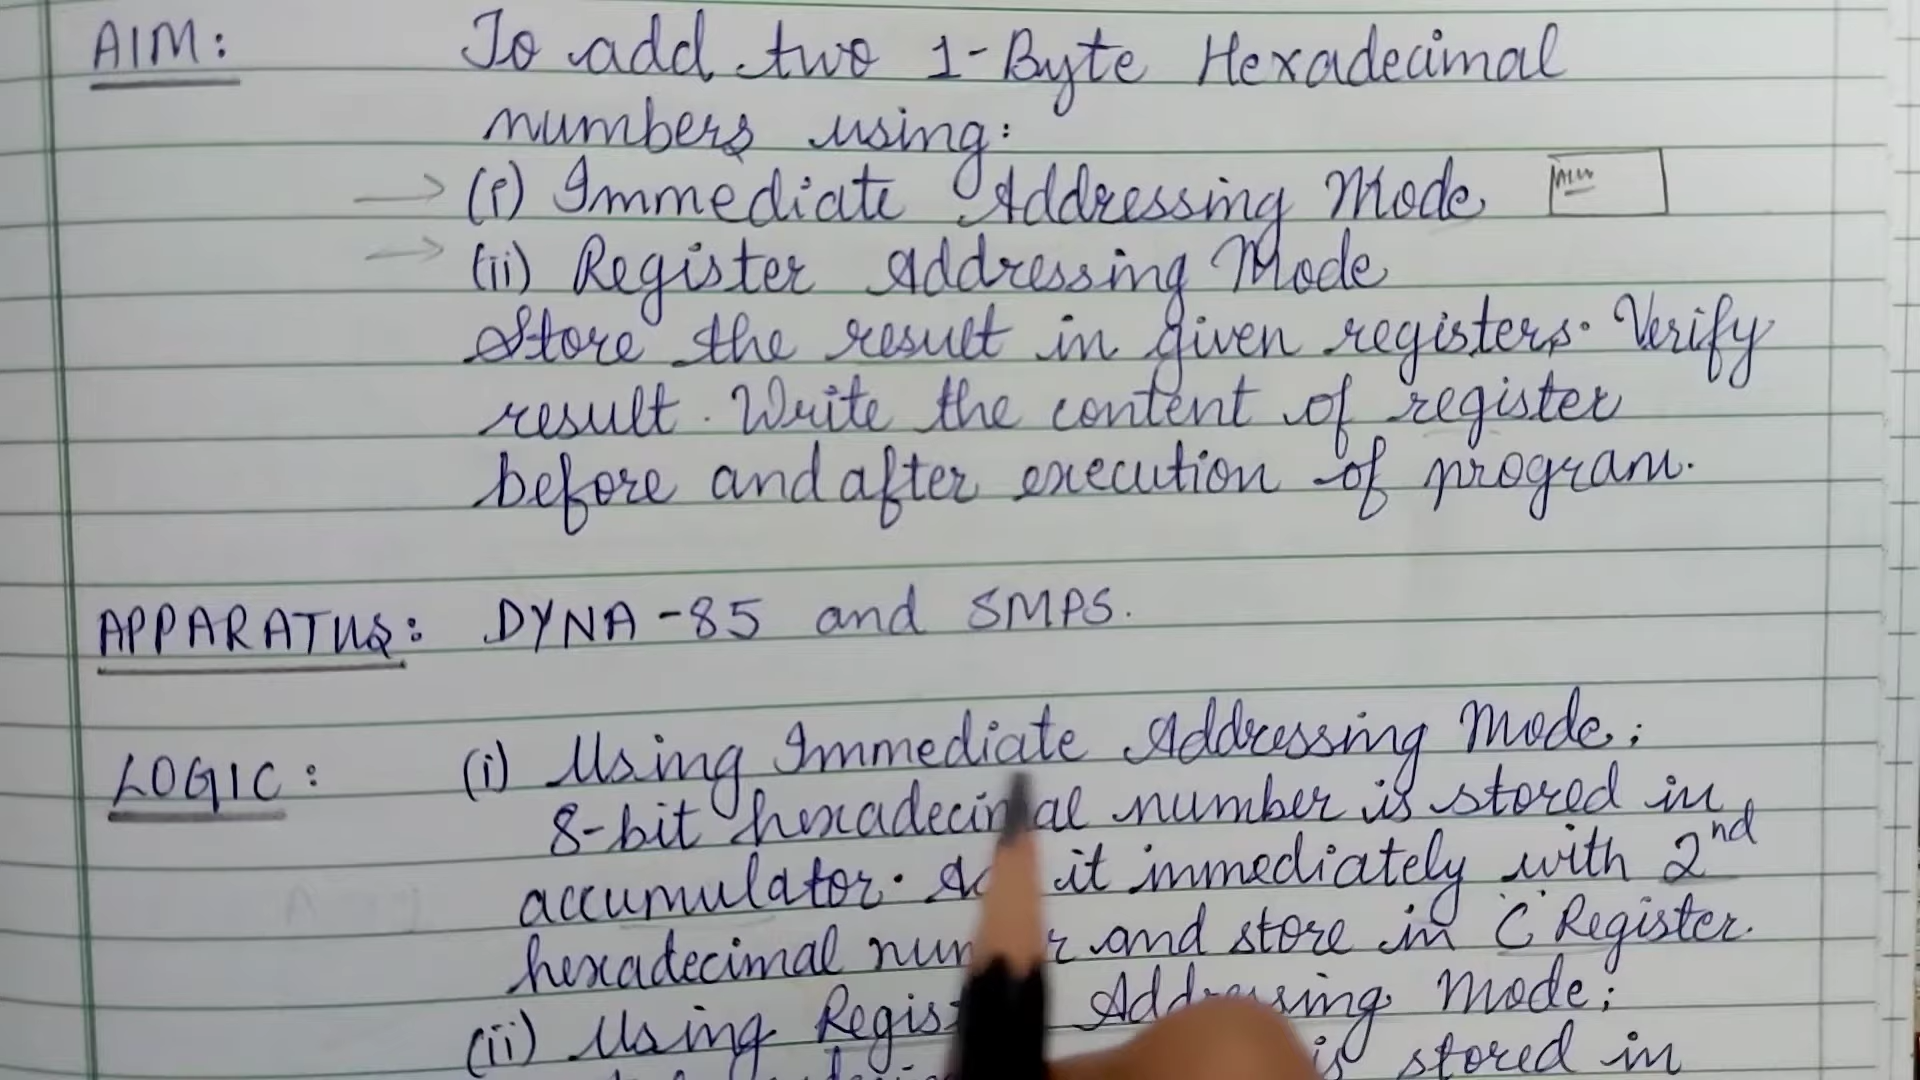 AIM: To add two 1-Byte Hexadecimal
numbers using:
→ (i) Immediate Addressing Mode
→ (ii) Register Addressing Mode
Store the result in given registers. Verify
result. Write the content of register
before and after execution of program.
APPARATUS: DYNA-85 and SMPS.
LOGIC: (i) Using Immediate Addressing Mode:
8-bit hexadecimal number is stored in
accumulator. it immediately with 2nd
hexadecimal and store in 'C' Register.
(ii) Using Addressing Mode:
is stored in